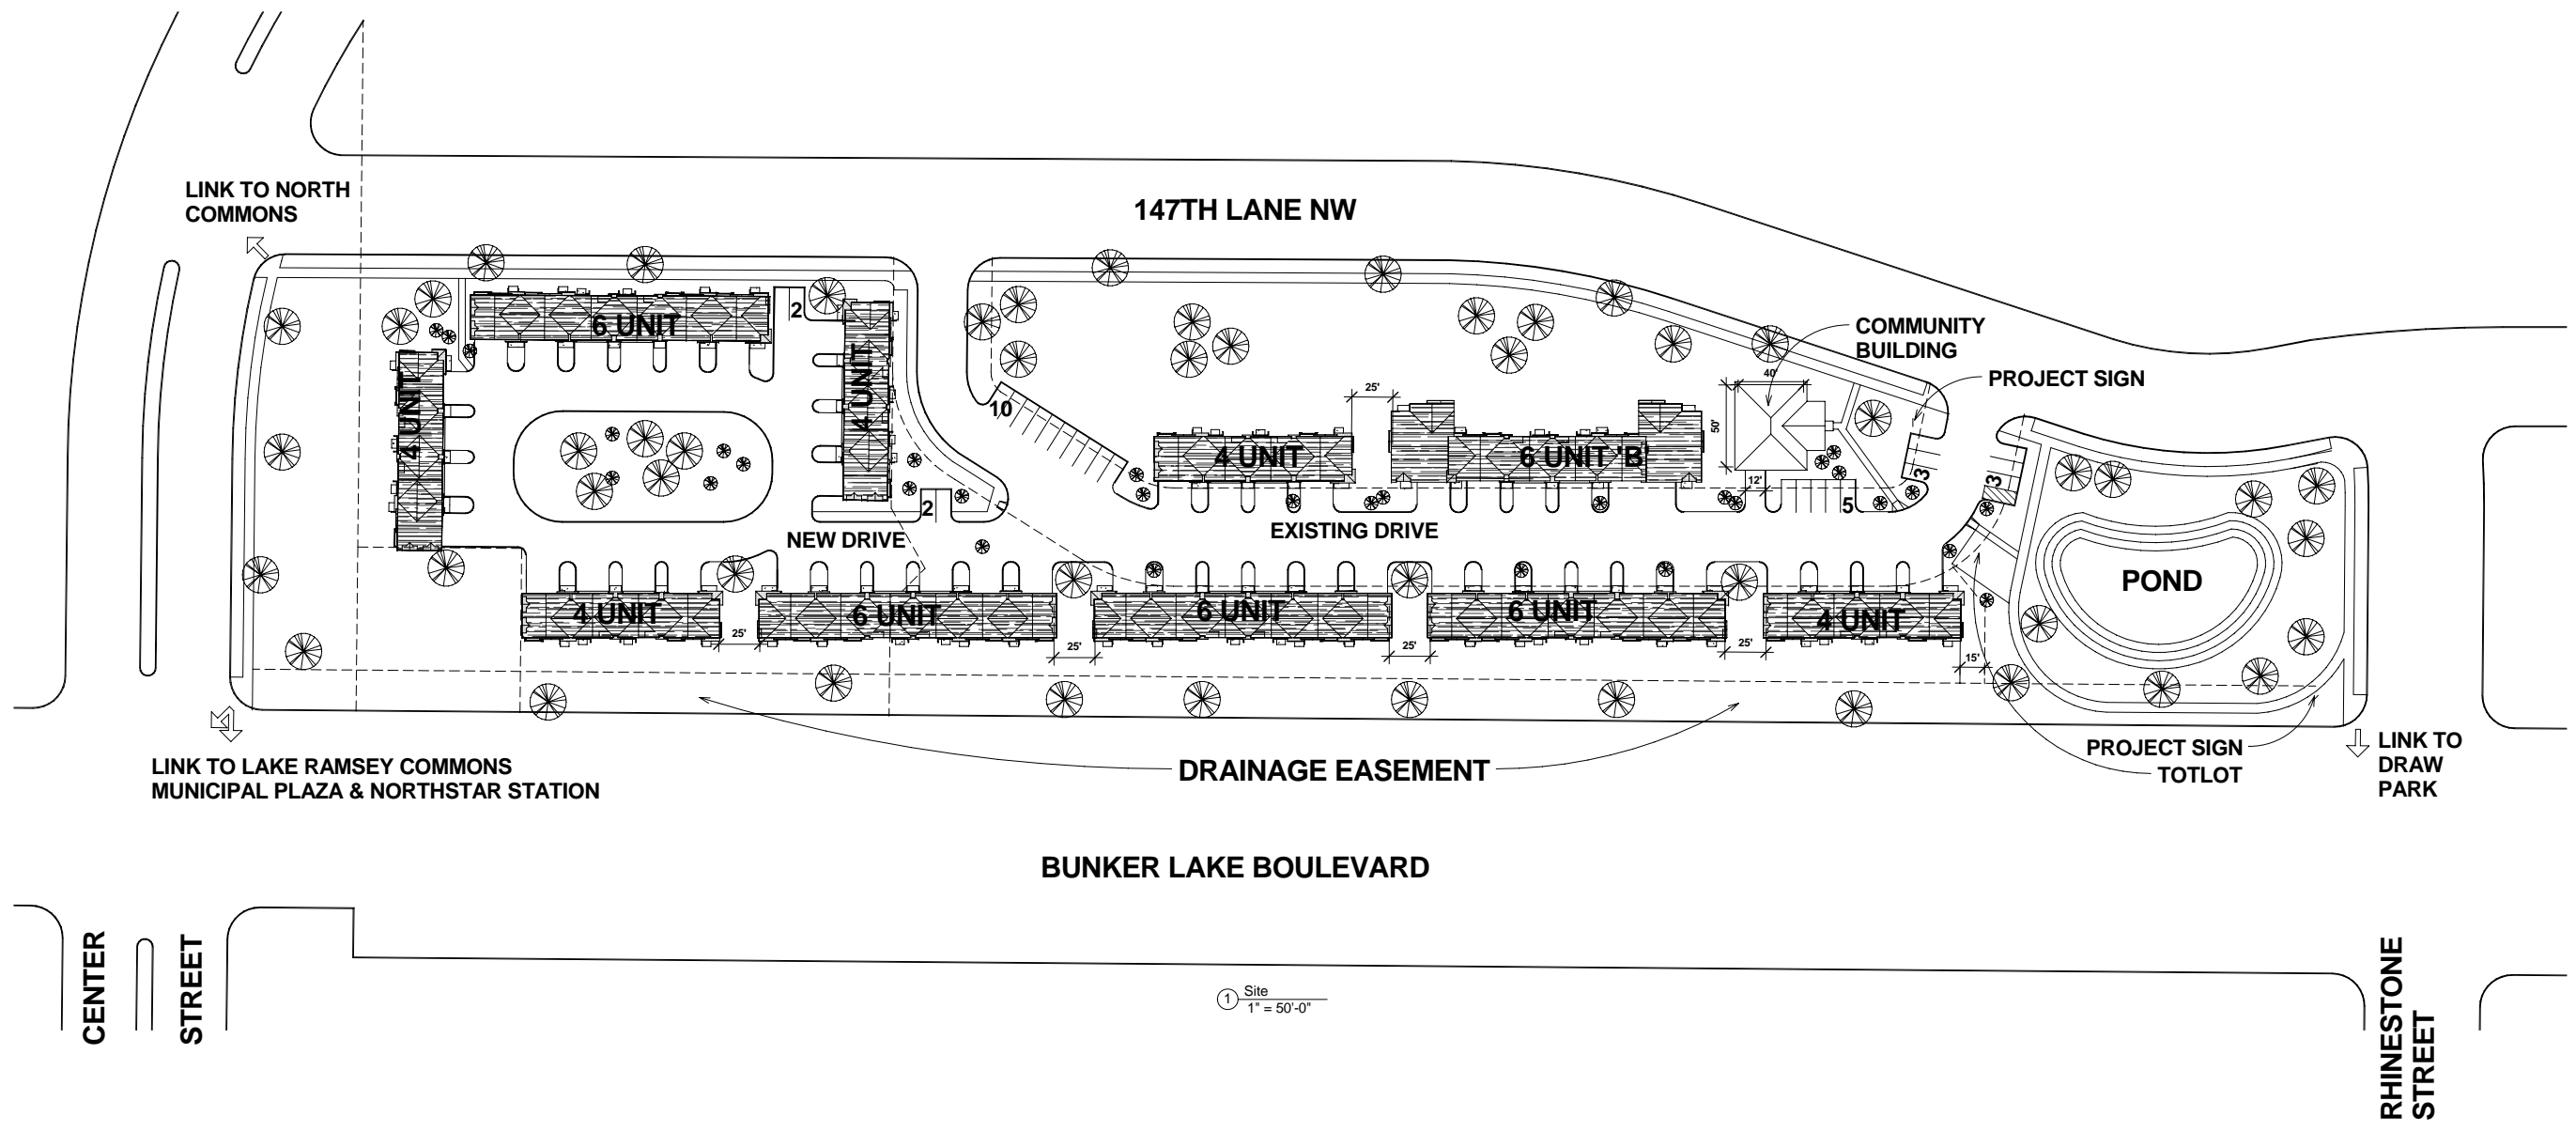 LINK TO NORTH
COMMONS
147TH LANE NW
COMMUNITY
BUILDING
PROJECT SIGN
6 UNIT
2
4 UNIT
4 UNIT
10
25'
40'
50'
4 UNIT
6 UNIT 'B'
12'
5
3
3
2
NEW DRIVE
EXISTING DRIVE
POND
4 UNIT
6 UNIT
6 UNIT
6 UNIT
4 UNIT
25'
25'
25'
25'
15'
LINK TO LAKE RAMSEY COMMONS
MUNICIPAL PLAZA & NORTHSTAR STATION
DRAINAGE EASEMENT
PROJECT SIGN
TOTLOT
LINK TO
DRAW
PARK
BUNKER LAKE BOULEVARD
CENTER
STREET
1
Site
1" = 50'-0"
RHINESTONE
STREET